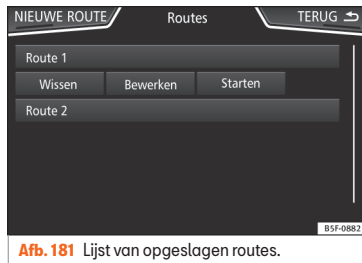 NIEUWE ROUTE Routes TERUG
Route 1
Wissen Bewerken Starten
Route 2
B5F-0882
Afb. 181 Lijst van opgeslagen routes.